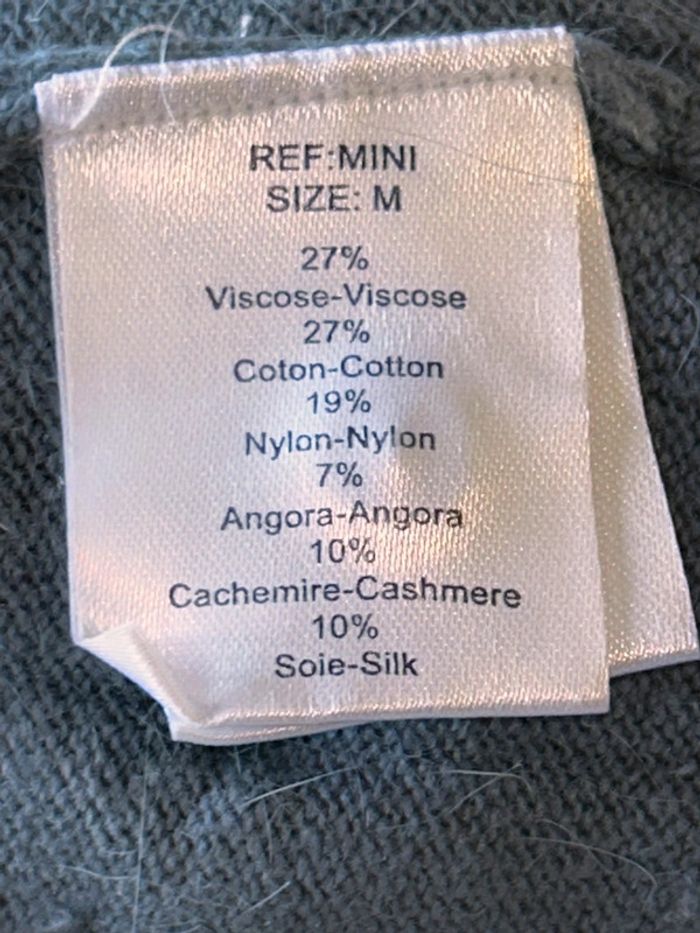 REF:MINI
SIZE: M
27%
Viscose-Viscose
27%
Coton-Cotton
19%
Nylon-Nylon
7%
Angora-Angora
10%
Cachemire-Cashmere
10%
Soie-Silk